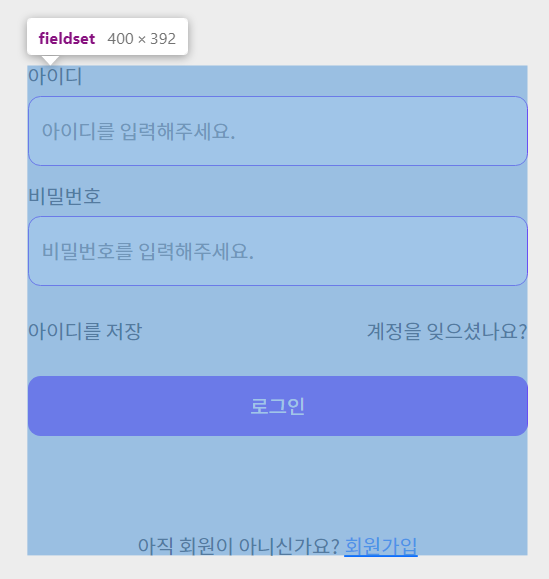 fieldset 400 × 392
아이디
아이디를 입력해주세요.
비밀번호
비밀번호를 입력해주세요.
아이디를 저장 계정을 잊으셨나요?
로그인
아직 회원이 아니신가요? 회원가입